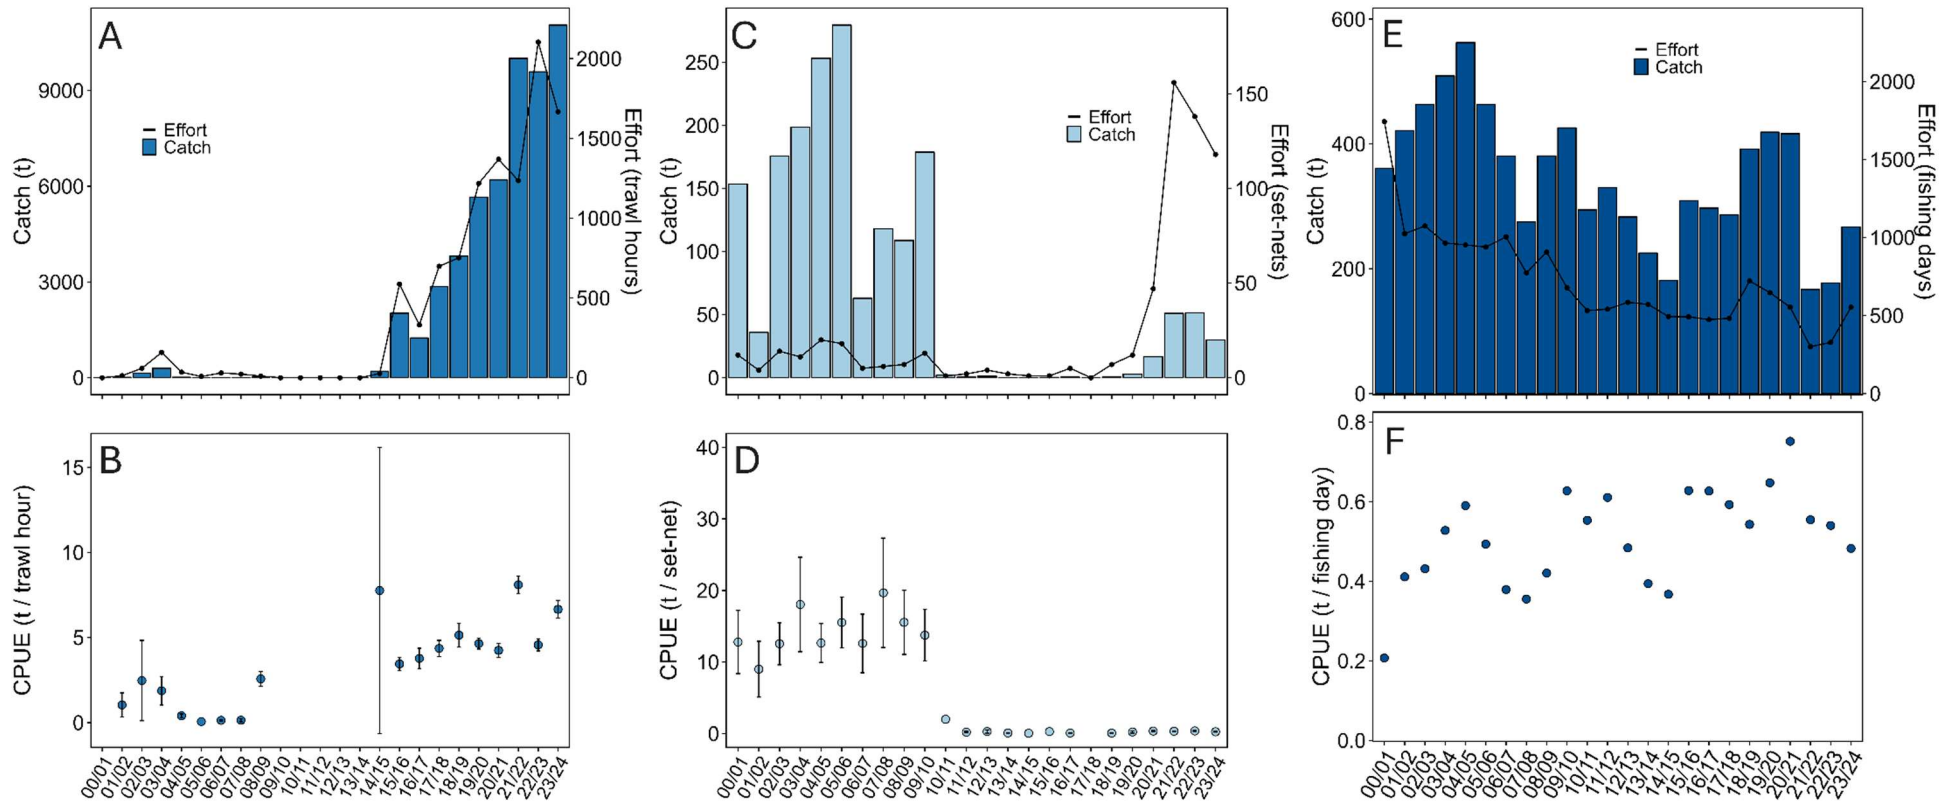 A
Catch (t)
9000
6000
3000
0
Effort
Catch
2000
1500
1000
500
0
Effort (trawl hours)
C
Catch (t)
250
200
150
100
50
0
Effort
Catch
150
100
50
0
Effort (set-nets)
E
Catch (t)
600
400
200
0
Effort
Catch
2000
1500
1000
500
0
Effort (fishing days)
B
CPUE (t / trawl hour)
15
10
5
0
00/01 01/02 02/03 03/04 04/05 05/06 06/07 07/08 08/09 09/10 10/11 11/12 12/13 13/14 14/15 15/16 16/17 17/18 18/19 19/20 20/21 21/22 22/23 23/24
D
CPUE (t / set-net)
40
30
20
10
0
00/01 01/02 02/03 03/04 04/05 05/06 06/07 07/08 08/09 09/10 10/11 11/12 12/13 13/14 14/15 15/16 16/17 17/18 18/19 19/20 20/21 21/22 22/23 23/24
F
CPUE (t / fishing day)
0.8
0.6
0.4
0.2
0.0
00/01 01/02 02/03 03/04 04/05 05/06 06/07 07/08 08/09 09/10 10/11 11/12 12/13 13/14 14/15 15/16 16/17 17/18 18/19 19/20 20/21 21/22 22/23 23/24